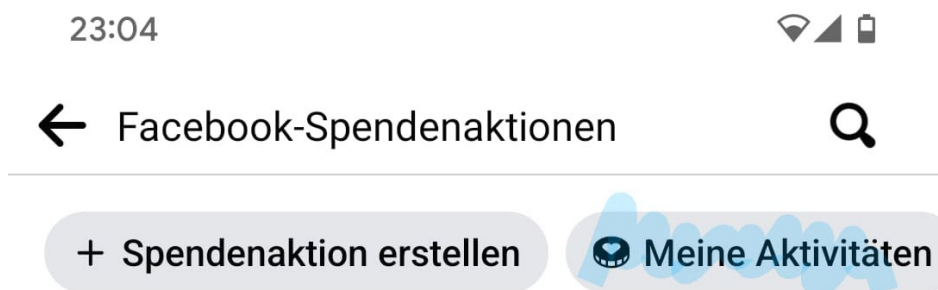 23:04
Facebook-Spendenaktionen
+ Spendenaktion erstellen Meine Aktivitäten